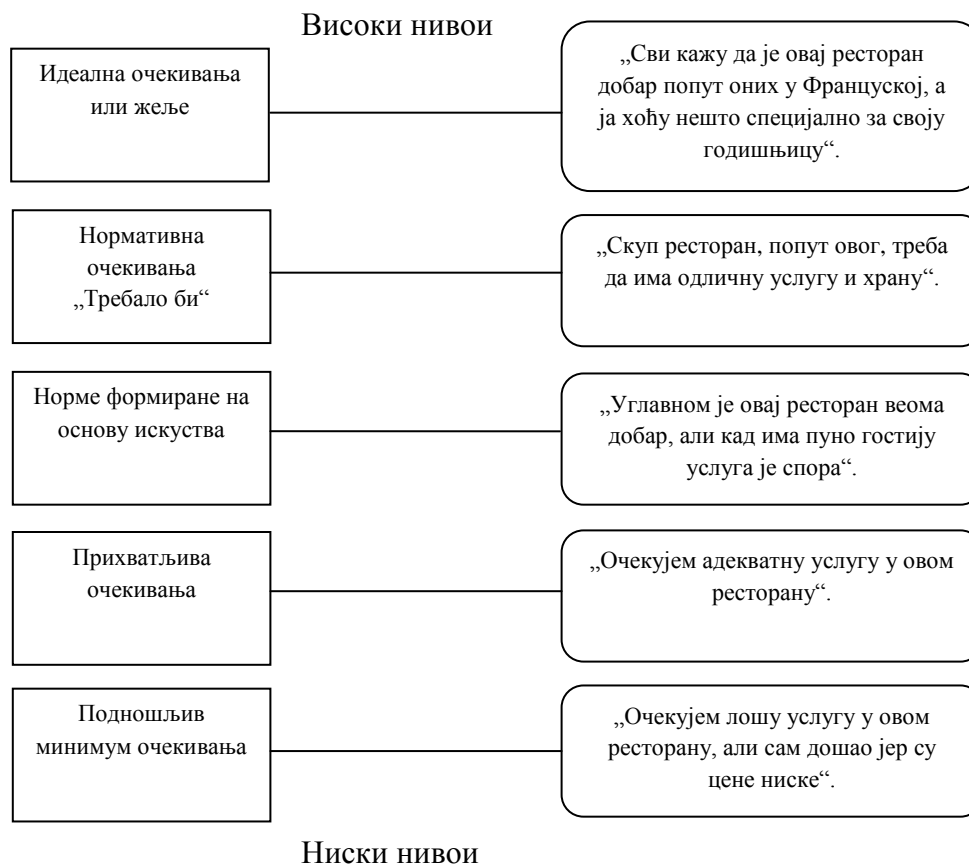 Високи нивои
Идеална очекивања
или жеље
„Сви кажу да је овај ресторан
добар попут оних у Француској, а
ја хоћу нешто специјално за своју
годишњицу“.
Нормативна
очекивања
„Требало би“
„Скуп ресторан, попут овог, треба
да има одличну услугу и храну“.
Норме формиране на
основу искуства
„Углавном је овај ресторан веома
добар, али кад има пуно гостију
услуга је спора“.
Прихватљива
очекивања
„Очекујем адекватну услугу у овом
ресторану“.
Подношљив
минимум очекивања
„Очекујем лошу услугу у овом
ресторану, али сам дошао јер су
цене ниске“.
Ниски нивои